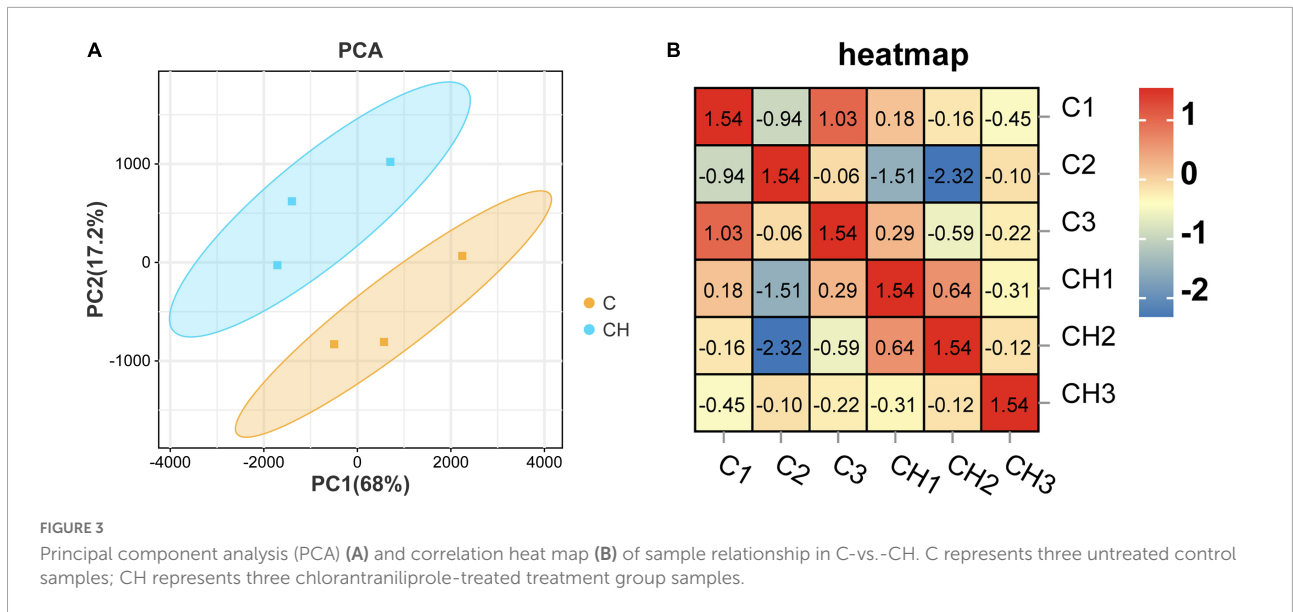 A
PCA
PC2(17.2%)
1000
0
-1000
-4000 -2000 0 2000 4000
PC1(68%)
C
CH
B
heatmap
1.54 -0.94 1.03 0.18 -0.16 -0.45 C1
-0.94 1.54 -0.06 -1.51 -2.32 -0.10 C2
1.03 -0.06 1.54 0.29 -0.59 -0.22 C3
0.18 -1.51 0.29 1.54 0.64 -0.31 CH1
-0.16 -2.32 -0.59 0.64 1.54 -0.12 CH2
-0.45 -0.10 -0.22 -0.31 -0.12 1.54 CH3
C1 C2 C3 CH1 CH2 CH3
1
0
-1
-2
FIGURE 3
Principal component analysis (PCA) (A) and correlation heat map (B) of sample relationship in C-vs.-CH. C represents three untreated control
samples; CH represents three chlorantraniliprole-treated treatment group samples.